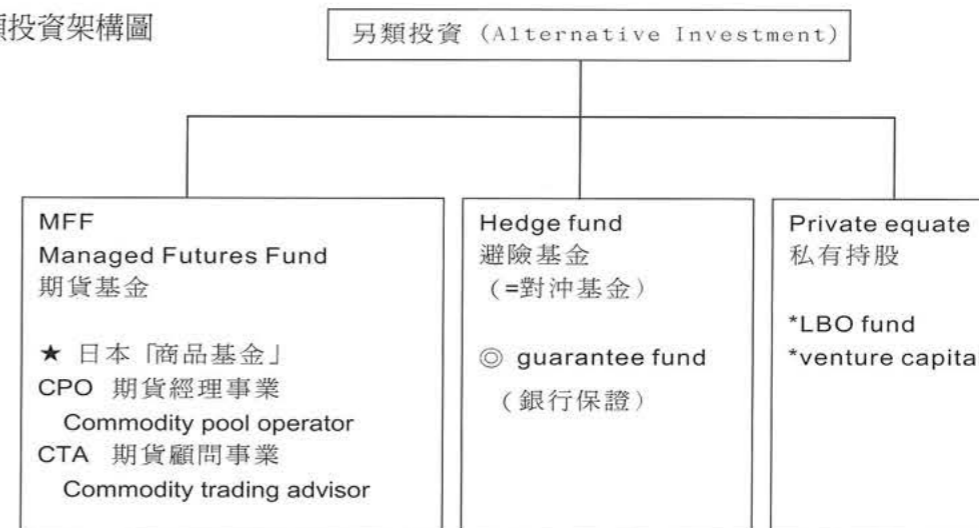 類投資架構圖
另類投資 (Alternative Investment)
MFF
Managed Futures Fund
期貨基金
★ 日本「商品基金」
CPO 期貨經理事業
Commodity pool operator
CTA 期貨顧問事業
Commodity trading advisor
Hedge fund
避險基金
(=對沖基金)
◎ guarantee fund
(銀行保證)
Private equate
私有持股
*LBO fund
*venture capita